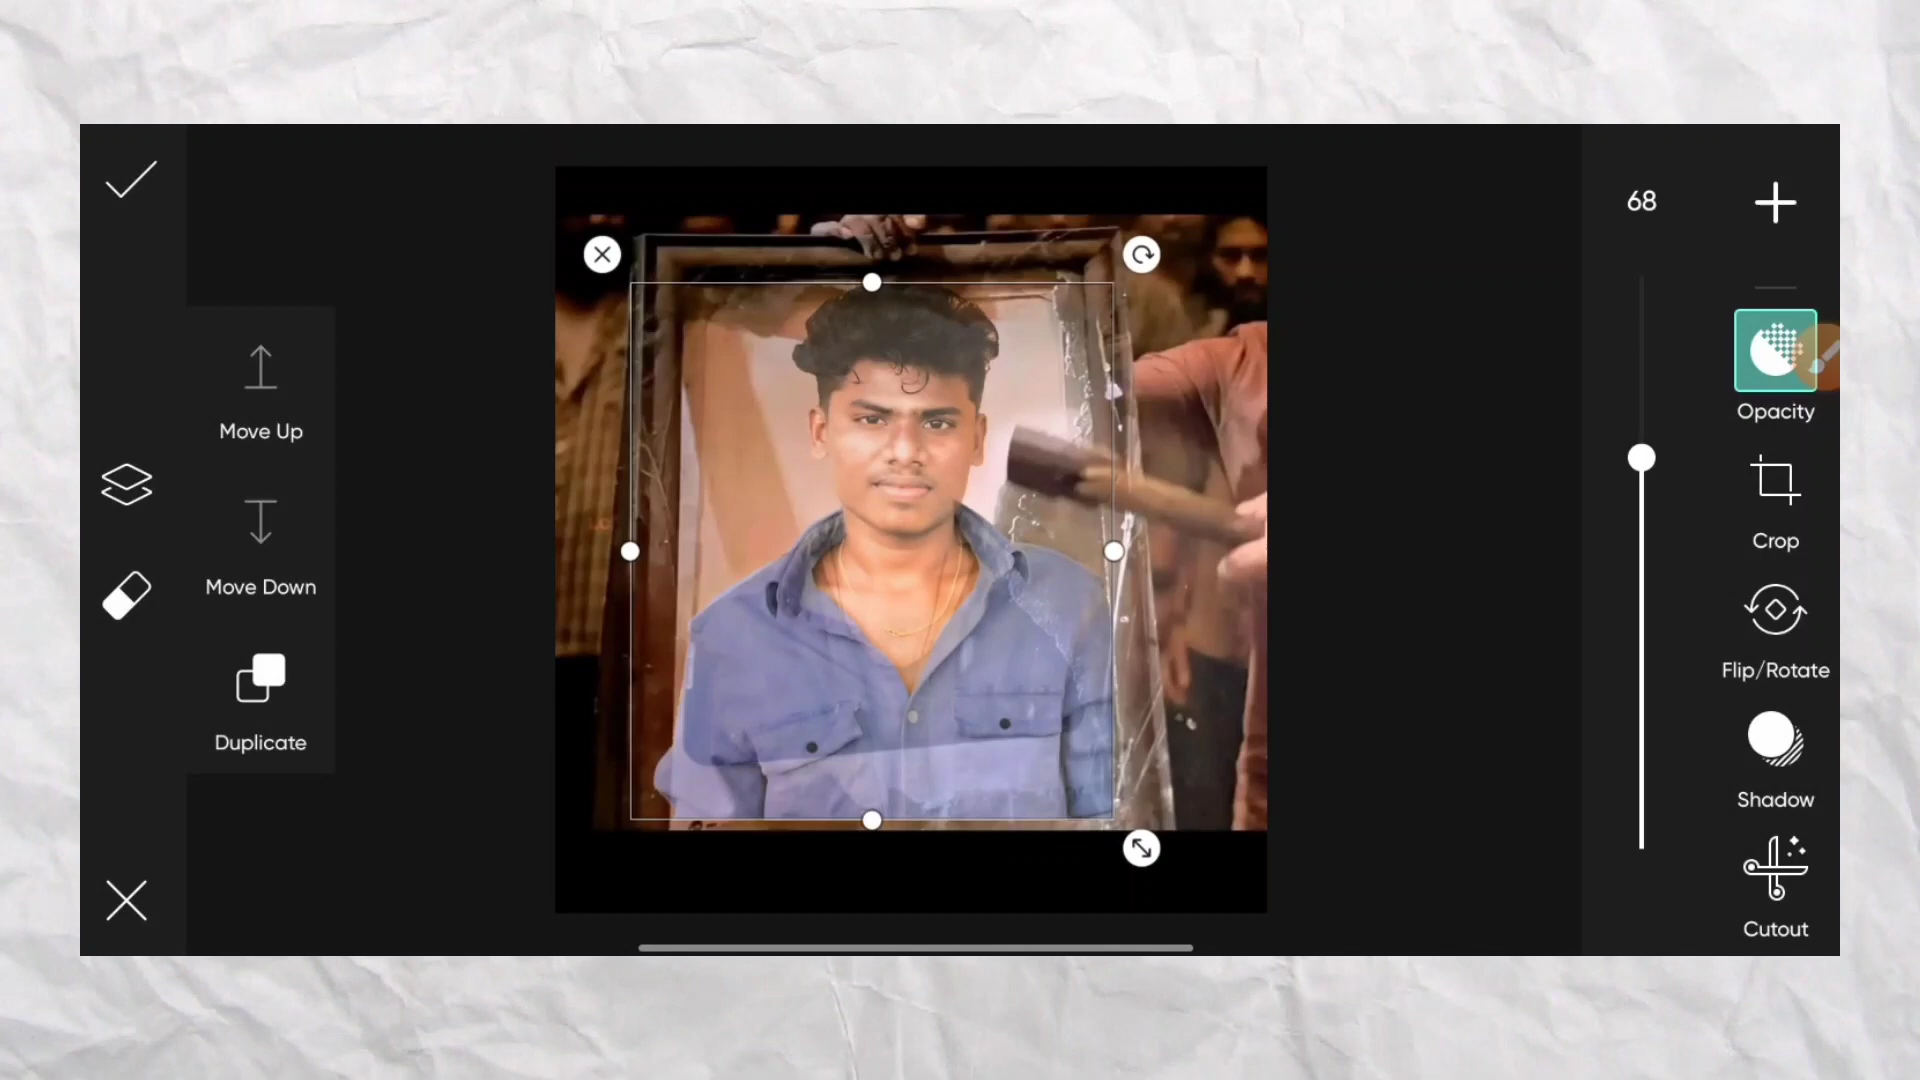 68
Move Up
Opacity
Crop
Move Down
Flip/Rotate
Duplicate
Shadow
Cutout